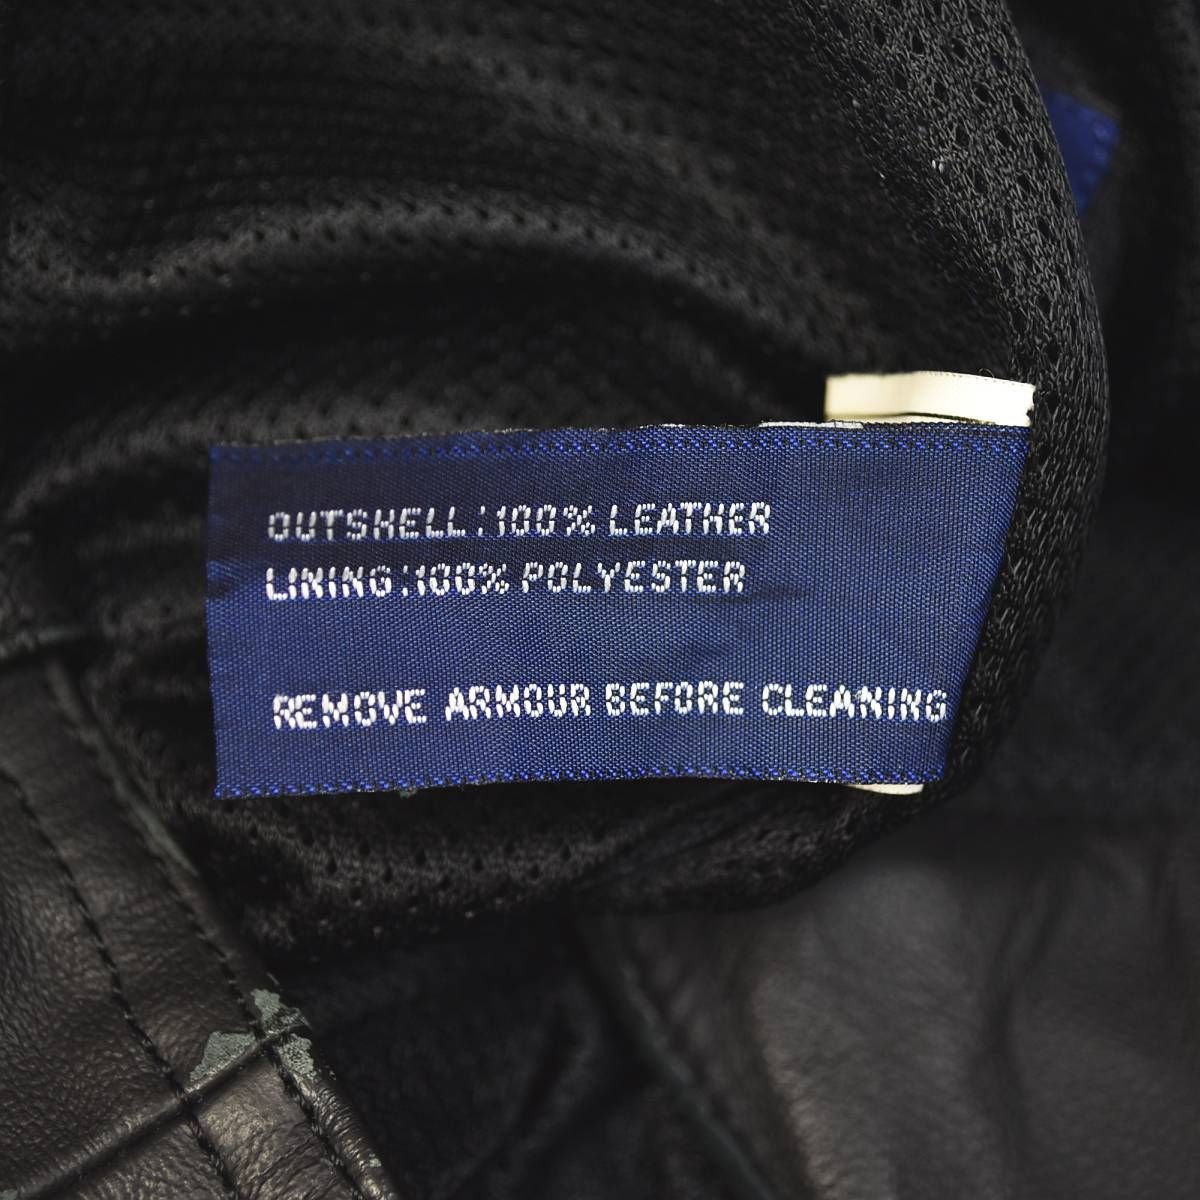 OUTSHELL:100% LEATHER
LINING:100% POLYESTER
REMOVE ARMOUR BEFORE CLEANING